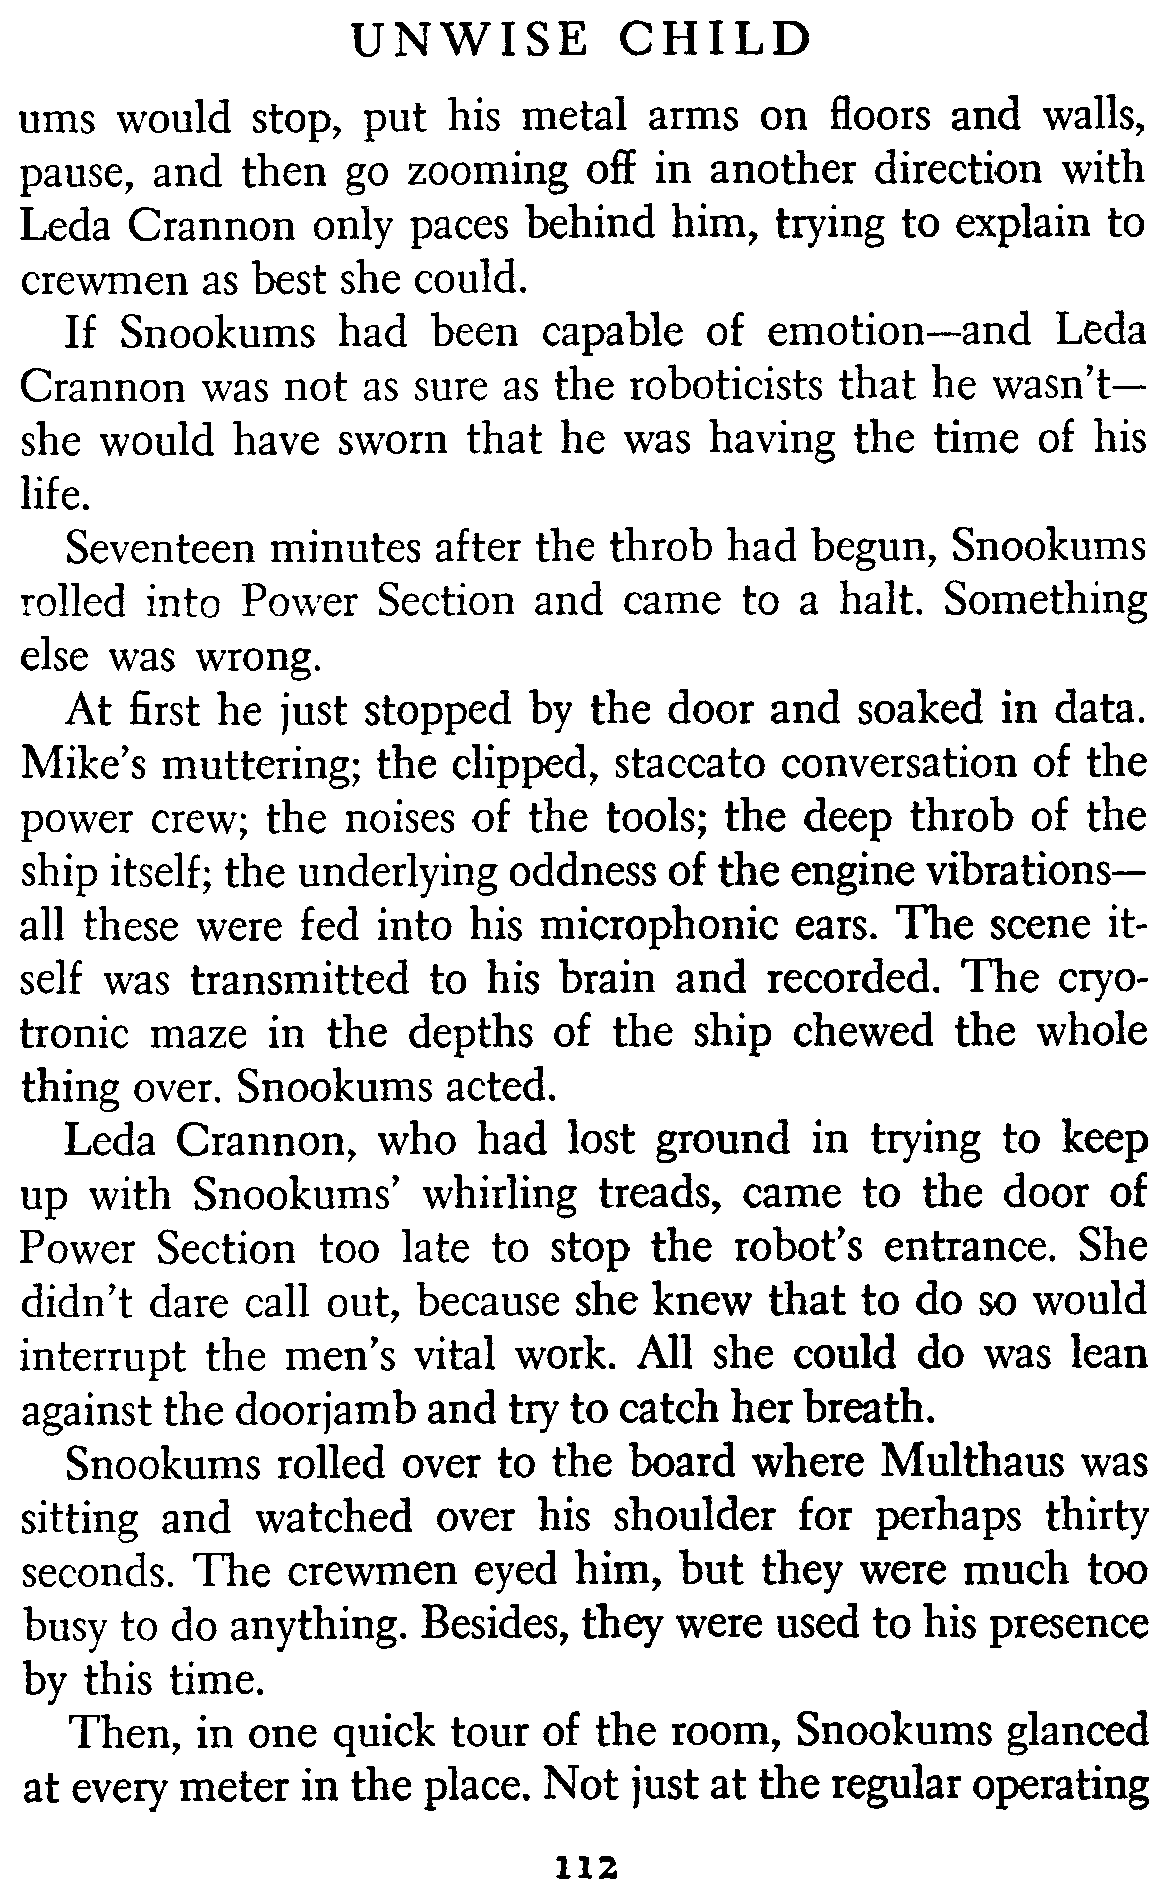 UNWISE CHILD
ums would stop, put his metal arms on floors and walls,
pause, and then go zooming off in another direction with
Leda Crannon only paces behind him, trying to explain to
crewmen as best she could.
If Snookums had been capable of emotion—and Leda
Crannon was not as sure as the roboticists that he wasn't—
she would have sworn that he was having the time of his
life.
Seventeen minutes after the throb had begun, Snookums
rolled into Power Section and came to a halt. Something
else was wrong.
At first he just stopped by the door and soaked in data.
Mike's muttering; the clipped, staccato conversation of the
power crew; the noises of the tools; the deep throb of the
ship itself; the underlying oddness of the engine vibrations—
all these were fed into his microphonic ears. The scene it-
self was transmitted to his brain and recorded. The cryo-
tronic maze in the depths of the ship chewed the whole
thing over. Snookums acted.
Leda Crannon, who had lost ground in trying to keep
up with Snookums' whirling treads, came to the door of
Power Section too late to stop the robot's entrance. She
didn't dare call out, because she knew that to do so would
interrupt the men's vital work. All she could do was lean
against the doorjamb and try to catch her breath.
Snookums rolled over to the board where Multhaus was
sitting and watched over his shoulder for perhaps thirty
seconds. The crewmen eyed him, but they were much too
busy to do anything. Besides, they were used to his presence
by this time.
Then, in one quick tour of the room, Snookums glanced
at every meter in the place. Not just at the regular operating
112